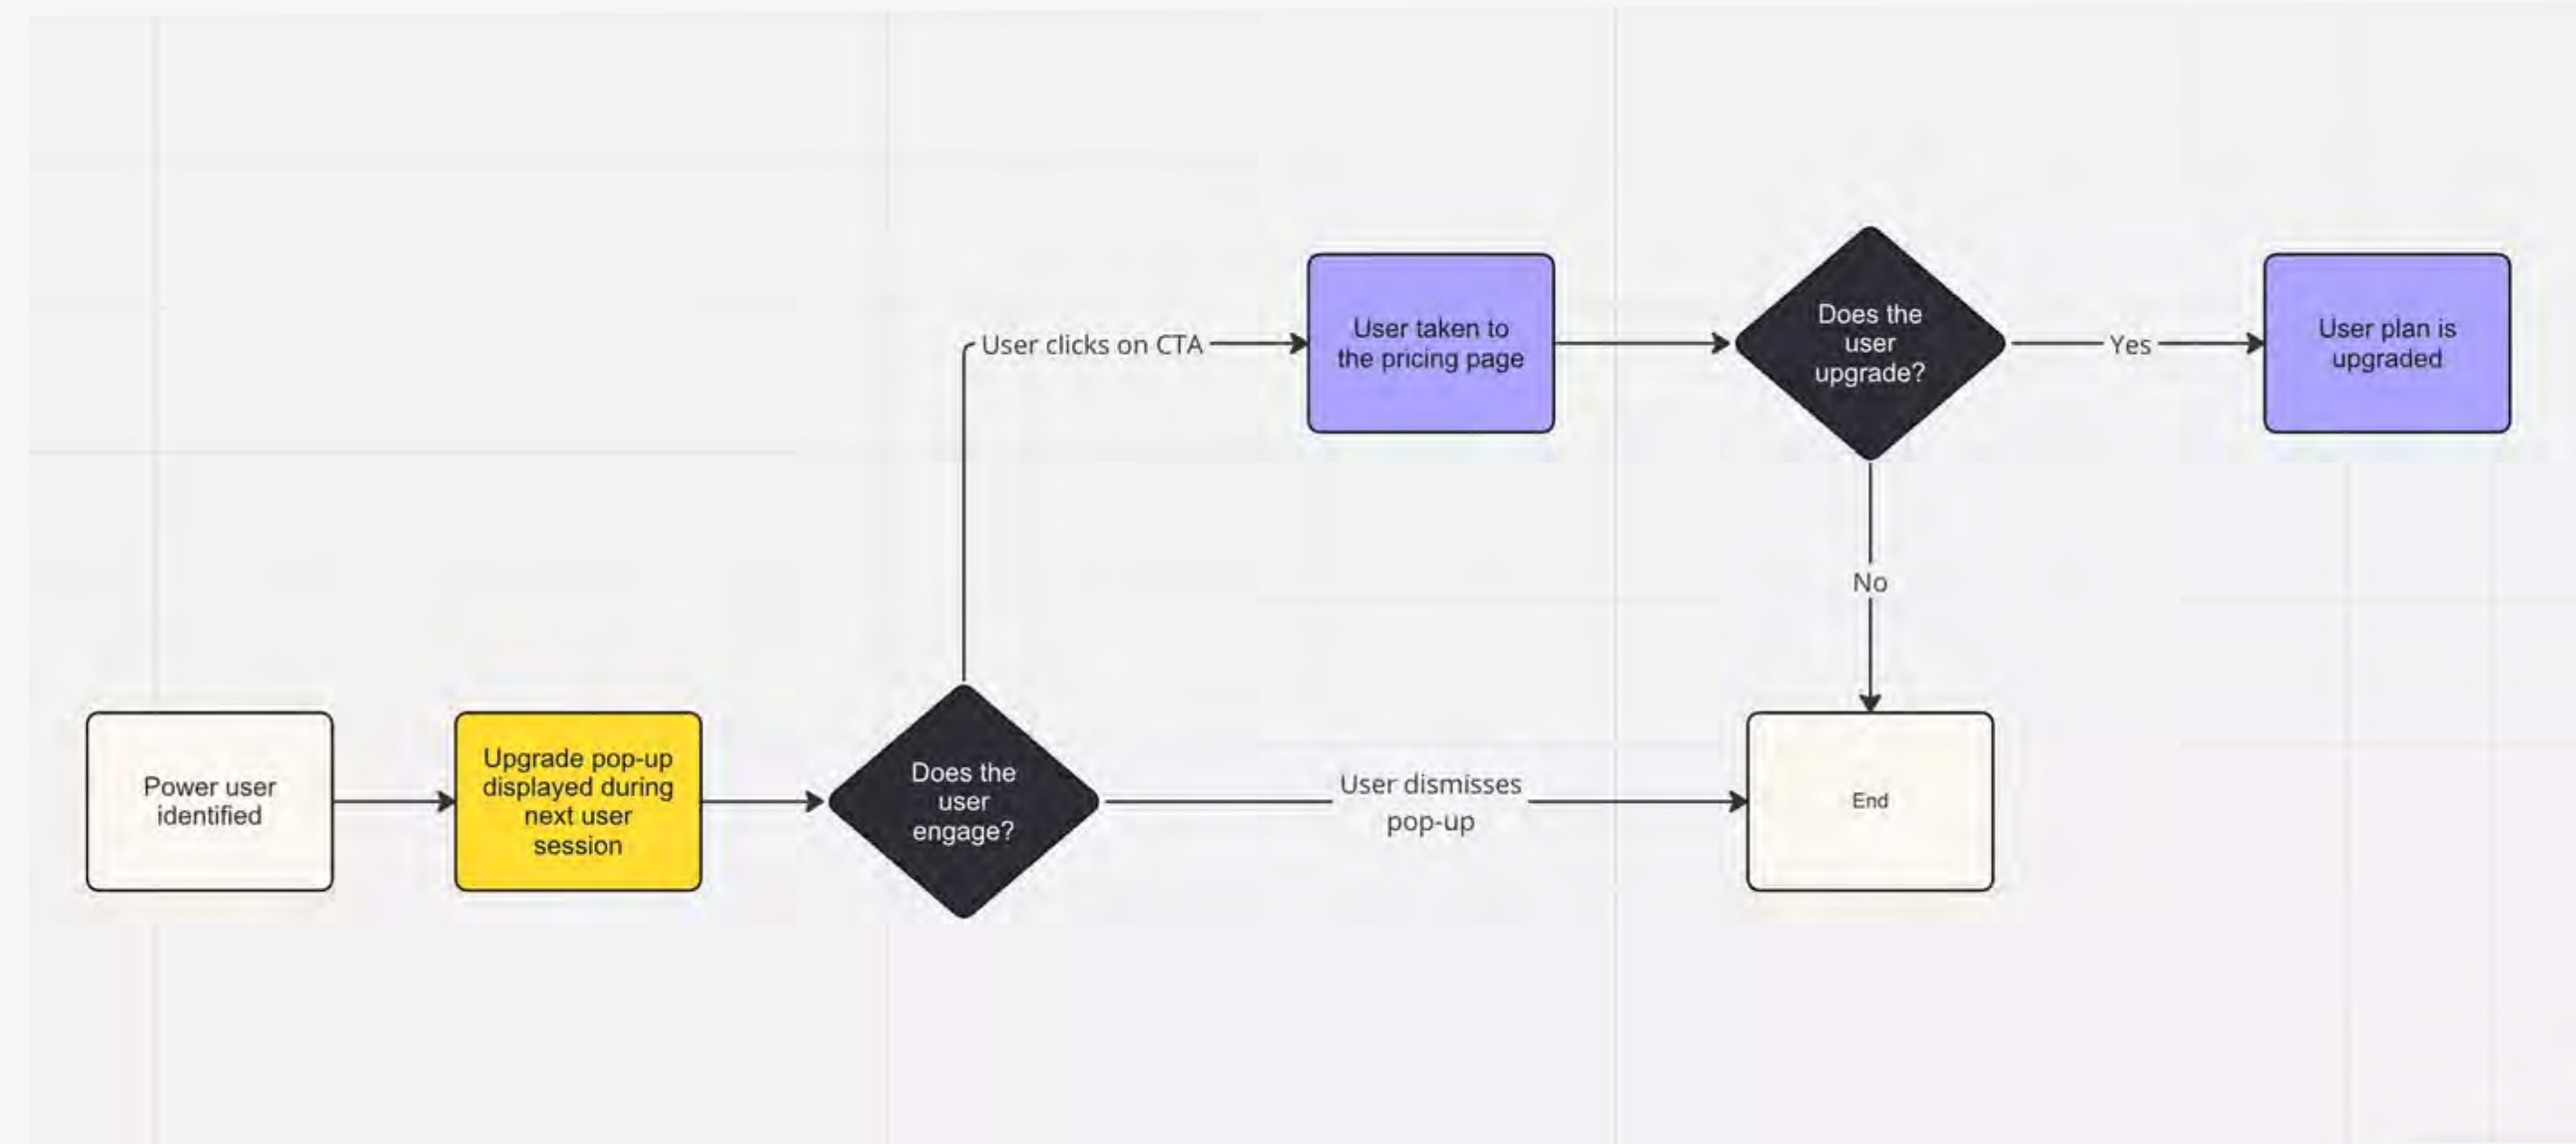 Power user
identified
Upgrade pop-up
displayed during
next user
session
Does the
user
engage?
User clicks on CTA
User taken to
the pricing page
Does the
user
upgrade?
Yes
User plan is
upgraded
No
User dismisses
pop-up
End